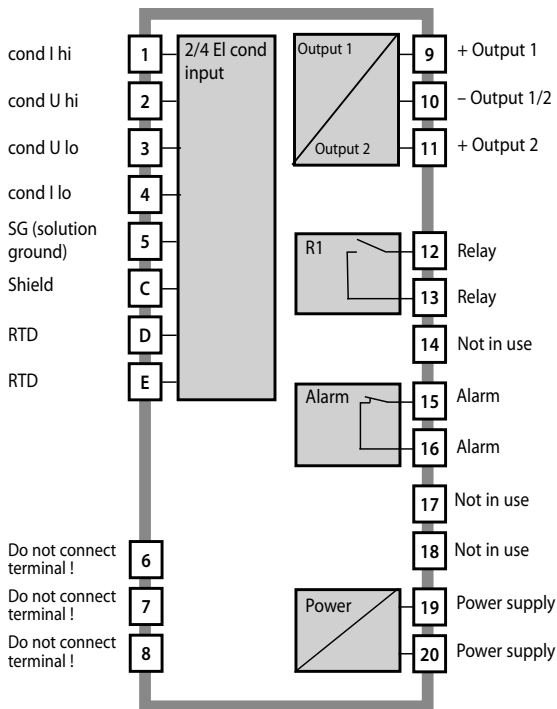 cond I hi
1
2/4 El cond
input
cond U hi
2
cond U lo
3
cond I lo
4
SG (solution
ground)
5
Shield
C
RTD
D
RTD
E
Do not connect
terminal !
6
Do not connect
terminal !
7
Do not connect
terminal !
8
Output 1
Output 2
9
+ Output 1
10
– Output 1/2
11
+ Output 2
R1
12
Relay
13
Relay
14
Not in use
Alarm
15
Alarm
16
Alarm
17
Not in use
18
Not in use
Power
19
Power supply
20
Power supply